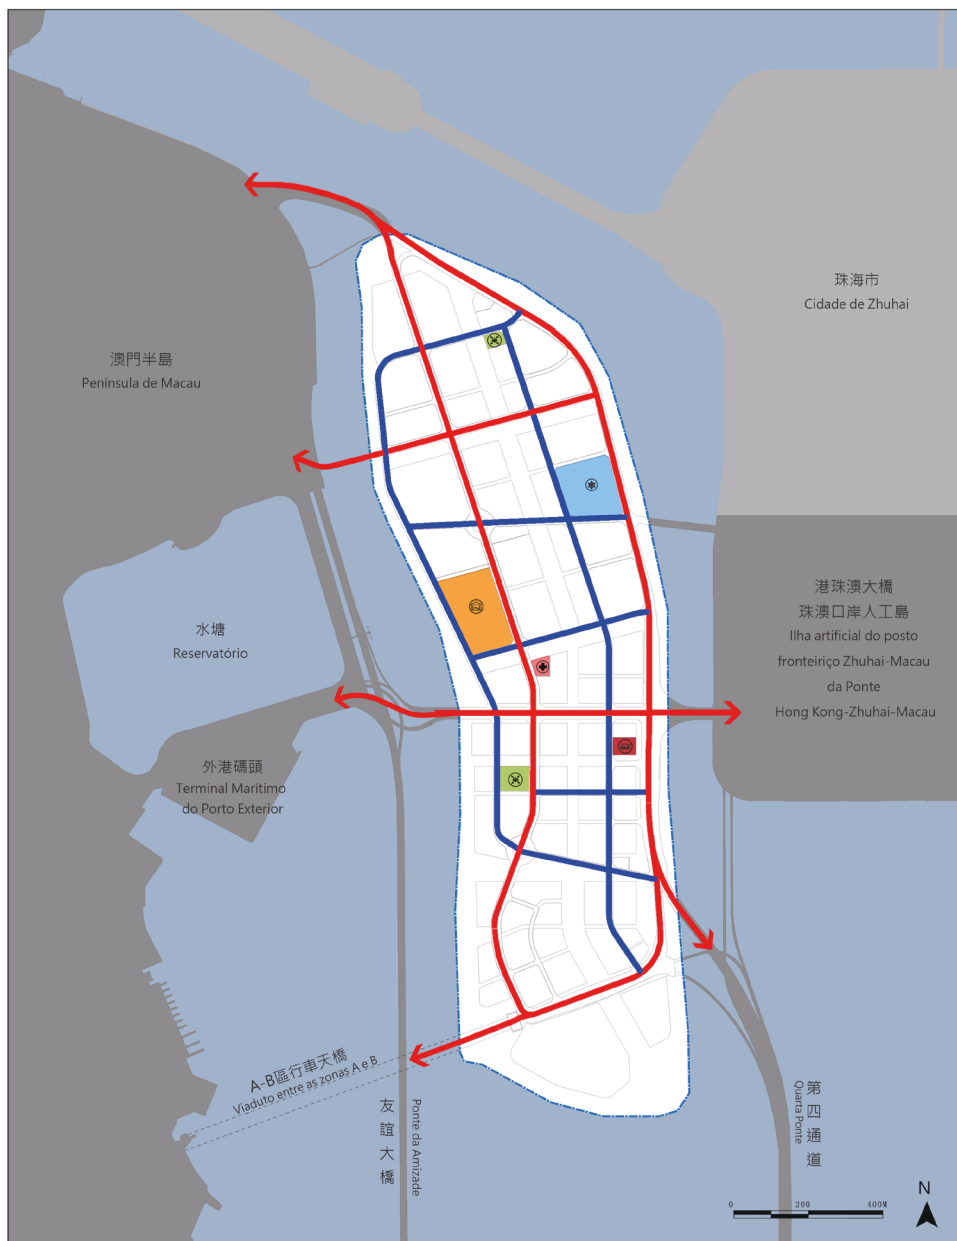 珠海市
Cidade de Zhuhai
澳門半島
Península de Macau
港珠澳大橋
珠澳口岸人工島
Ilha artificial do posto
fronteiriço Zhuhai-Macau
da Ponte
Hong Kong-Zhuhai-Macau
水塘
Reservatório
外港碼頭
Terminal Marítimo
do Porto Exterior
A-B區行車天橋
Viaduto entre as zonas A e B
友誼大橋
Ponte da Amizade
第四通道
Quarta Ponte
N
0 200 400M